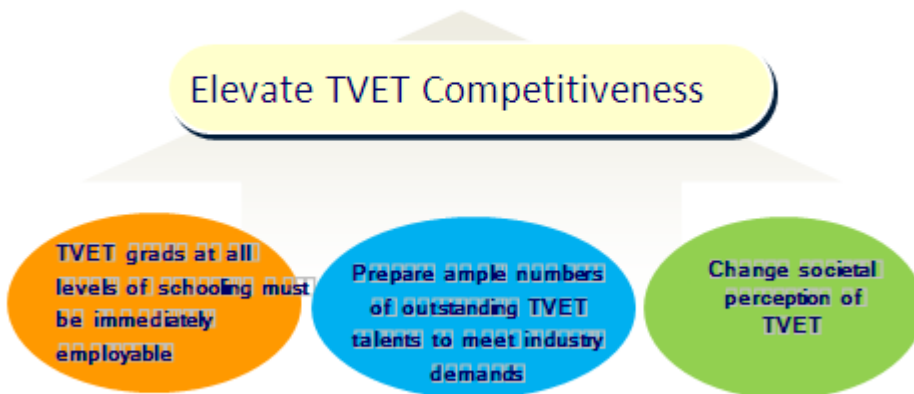 Elevate TVET Competitiveness
TVET grads at all
levels of schooling must
be immediately
employable
Prepare ample numbers
of outstanding TVET
talents to meet industry
demands
Change societal
perception of
TVET